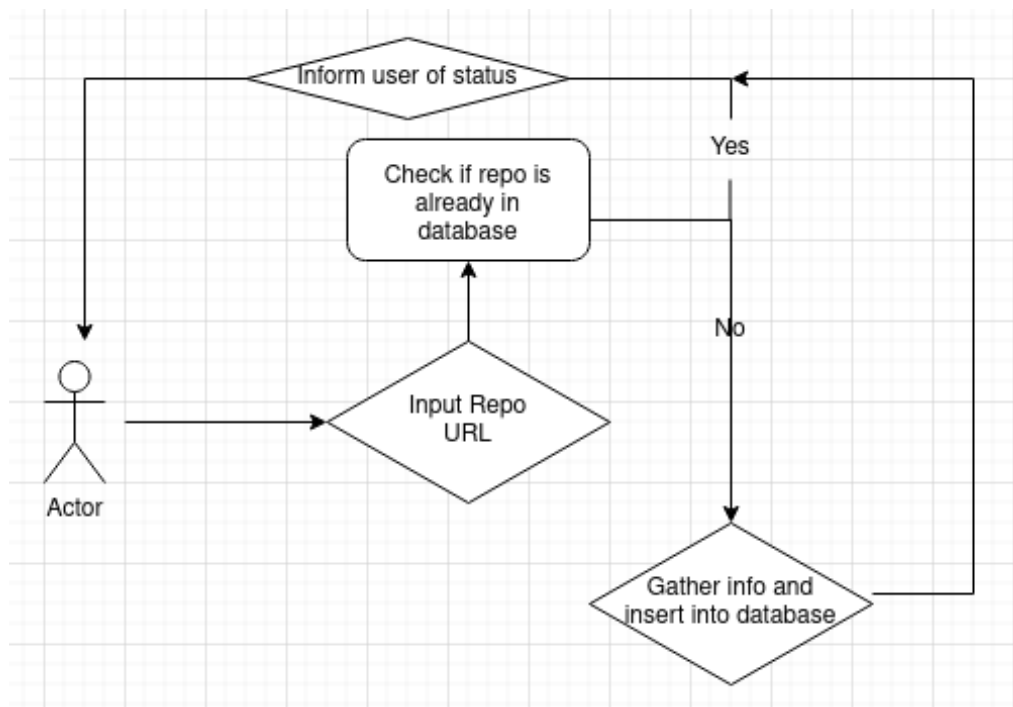 Inform user of status
Yes
Check if repo is
already in
database
No
Input Repo
URL
Actor
Gather info and
insert into database